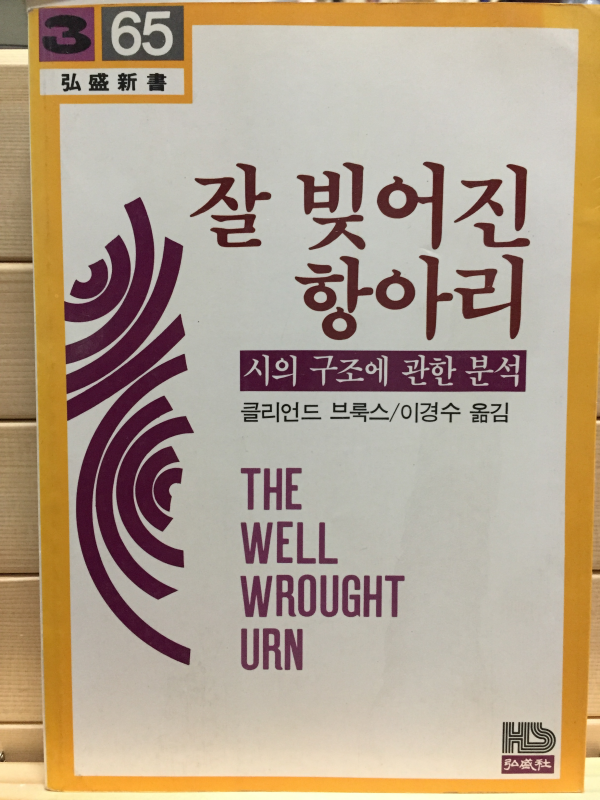 3 65
弘盛新書
잘 빚어진
항아리
시의 구조에 관한 분석
클리언드 브룩스/이경수 옮김
THE
WELL
WROUGHT
URN
HS
弘盛社